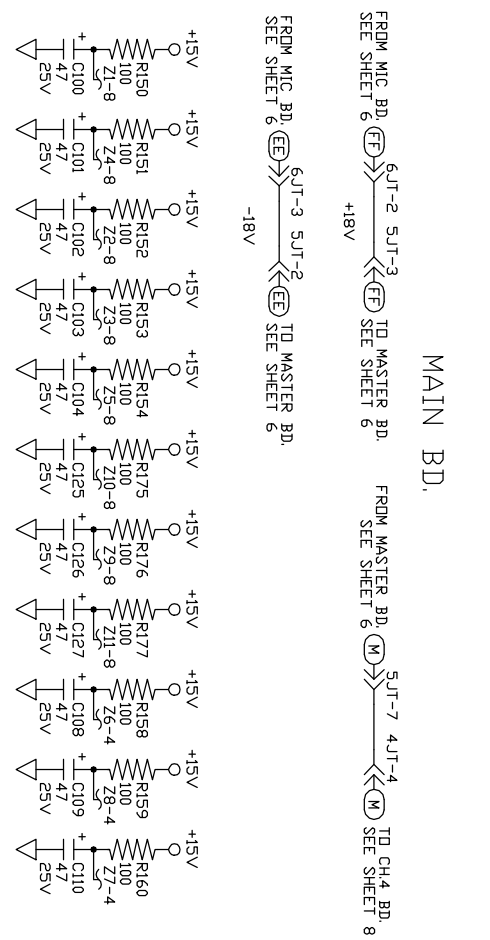 MAIN BD.
FROM MIC BD.
SEE SHEET 6
FF
6JT-2 5JT-3
+18V
FF
TO MASTER BD.
SEE SHEET 6
FROM MASTER BD.
SEE SHEET 6
M
5JT-7 4JT-4
M
TO CH.4 BD.
SEE SHEET 8
FROM MIC BD.
SEE SHEET 6
EE
6JT-3 5JT-2
-18V
EE
TO MASTER BD.
SEE SHEET 6
+15V
R150
100
Z1-8
+
C100
47
25V
+15V
R151
100
Z4-8
+
C101
47
25V
+15V
R152
100
Z2-8
+
C102
47
25V
+15V
R153
100
Z3-8
+
C103
47
25V
+15V
R154
100
Z5-8
+
C104
47
25V
+15V
R175
100
Z10-8
+
C125
47
25V
+15V
R176
100
Z9-8
+
C126
47
25V
+15V
R177
100
Z11-8
+
C127
47
25V
+15V
R158
100
Z6-4
+
C108
47
25V
+15V
R159
100
Z8-4
+
C109
47
25V
+15V
R160
100
Z7-4
+
C110
47
25V